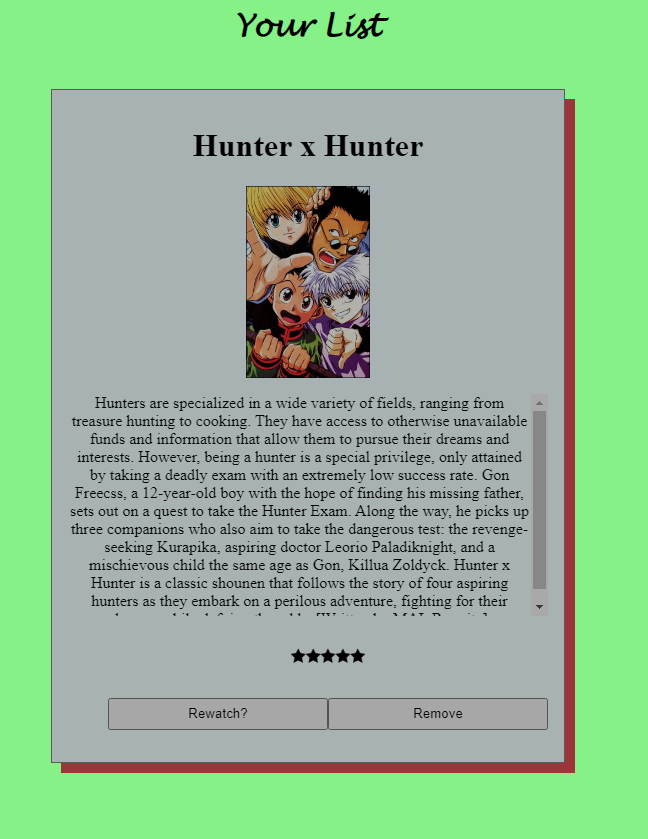 Your List
Hunter x Hunter
Hunters are specialized in a wide variety of fields, ranging from
treasure hunting to cooking. They have access to otherwise unavailable
funds and information that allow them to pursue their dreams and
interests. However, being a hunter is a special privilege, only attained
by taking a deadly exam with an extremely low success rate. Gon
Freecss, a 12-year-old boy with the hope of finding his missing father,
sets out on a quest to take the Hunter Exam. Along the way, he picks up
three companions who also aim to take the dangerous test: the revenge-
seeking Kurapika, aspiring doctor Leorio Paladiknight, and a
mischievous child the same age as Gon, Killua Zoldyck. Hunter x
Hunter is a classic shounen that follows the story of four aspiring
hunters as they embark on a perilous adventure, fighting for their
Rewatch?
Remove